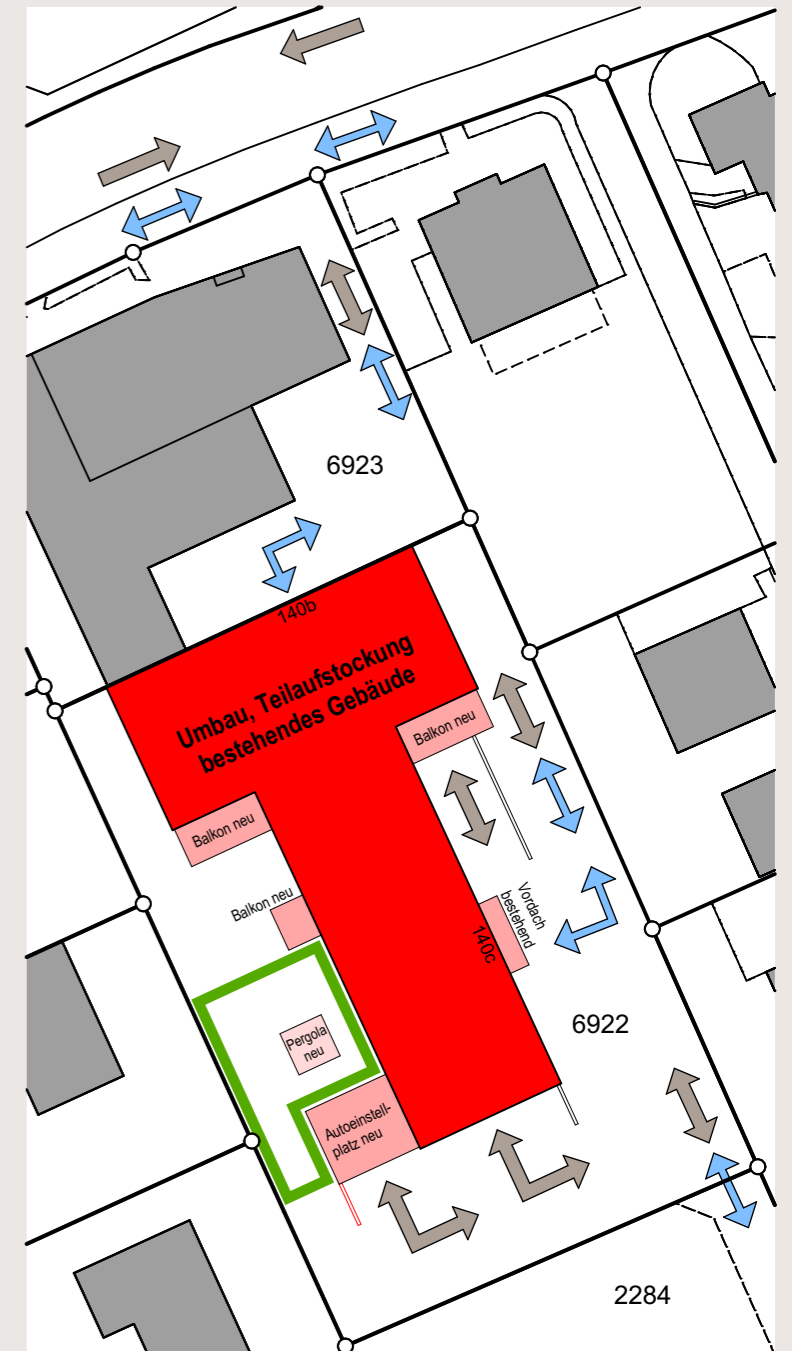 6923
140b
Umbau, Teilaufstockung
bestehendes Gebäude
Balkon neu
Balkon neu
Balkon neu
Vordach
bestehend
140c
6922
Pergola
neu
Autoeinstell-
platz neu
2284